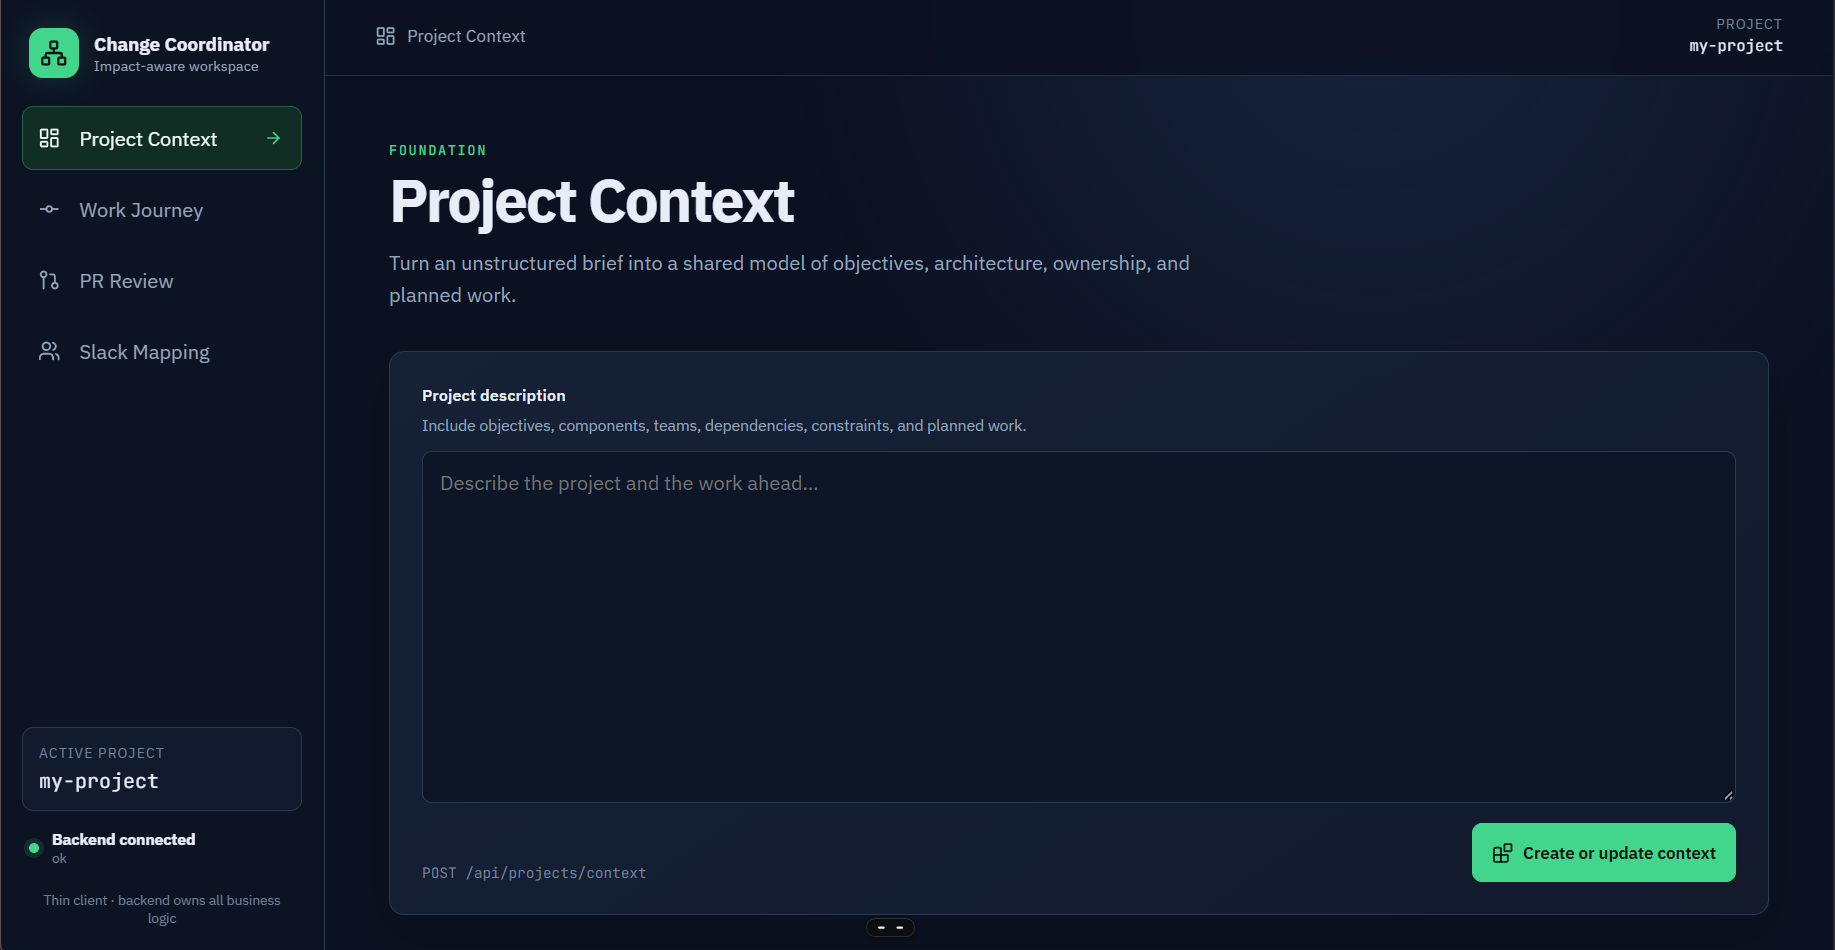 Change Coordinator
Impact-aware workspace
Project Context
Work Journey
PR Review
Slack Mapping
ACTIVE PROJECT
my-project
Backend connected
ok
Thin client · backend owns all business
logic
Project Context
PROJECT
my-project
FOUNDATION
Project Context
Turn an unstructured brief into a shared model of objectives, architecture, ownership, and
planned work.
Project description
Include objectives, components, teams, dependencies, constraints, and planned work.
Describe the project and the work ahead...
POST /api/projects/context
Create or update context